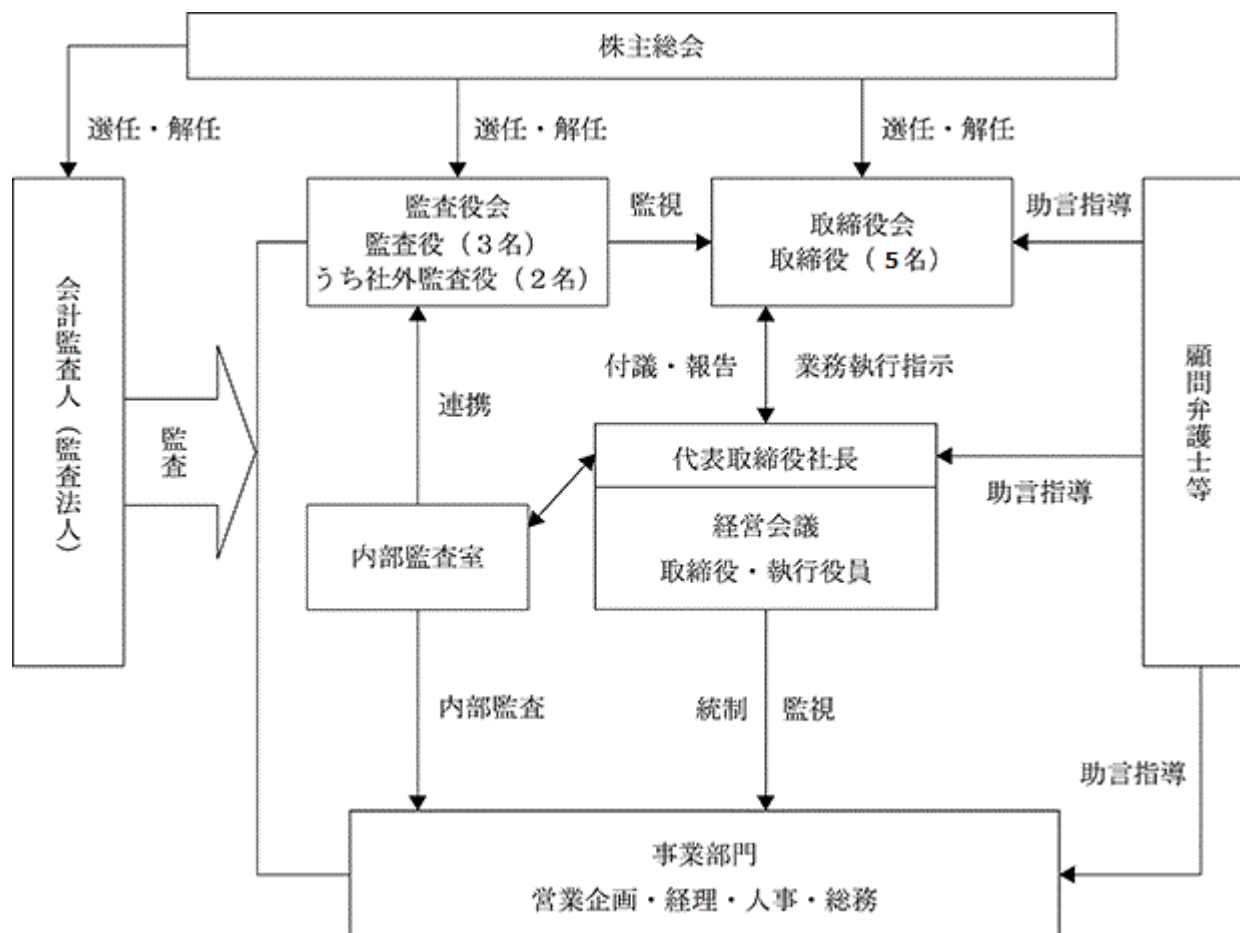 株主総会
選任・解任
選任・解任
選任・解任
監査役会
監査役（３名）
うち社外監査役（２名）
監視
取締役会
取締役（５名）
助言指導
会計監査人（監査法人）
監査
顧問弁護士等
付議・報告
業務執行指示
連携
代表取締役社長
助言指導
経営会議
取締役・執行役員
内部監査室
内部監査
統制
監視
助言指導
事業部門
営業企画・経理・人事・総務